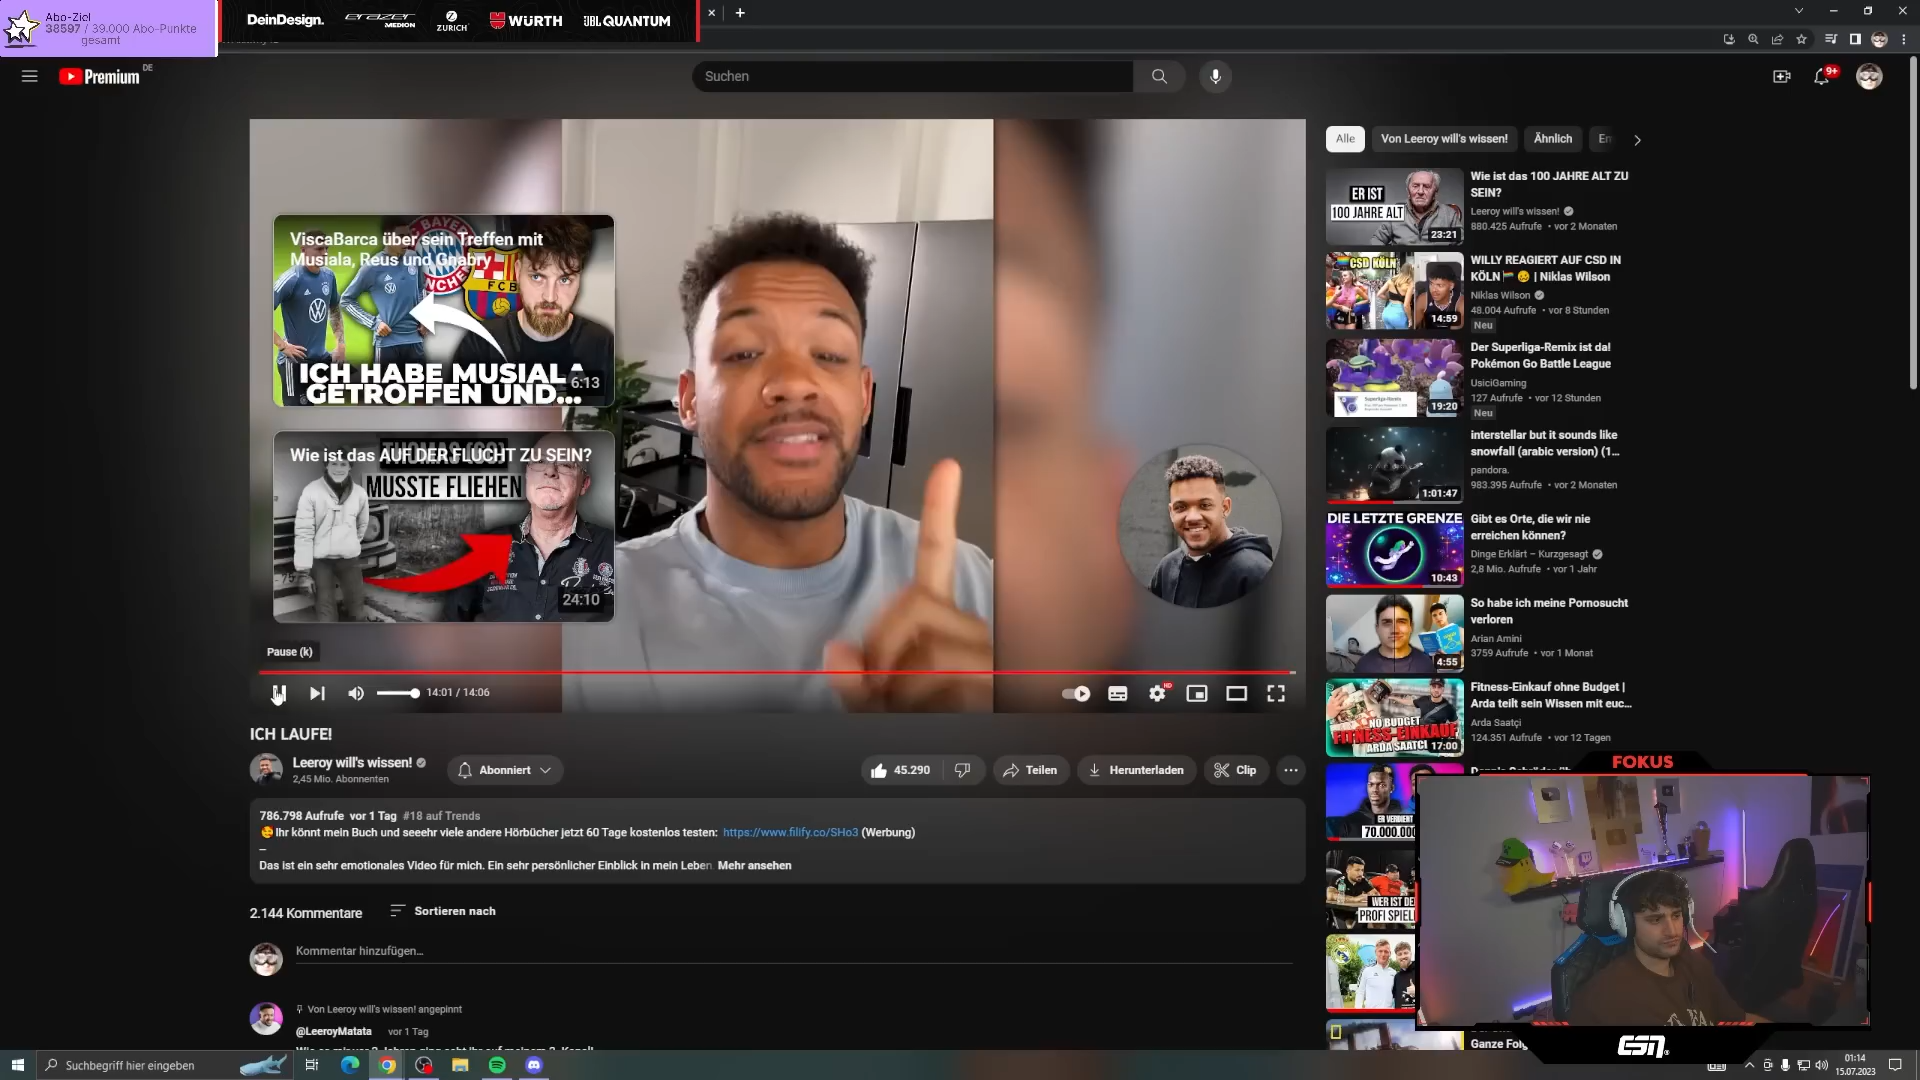 Abo-Ziel
38597 / 39.000 Abo-Punkte
gesamt
DeinDesign.
erazer
MEDION
ZURICH
WÜRTH
JBL QUANTUM
Premium DE
Suchen
9+
ViscaBarca über sein Treffen mit
Musiala, Reus und Gnabry
ICH HABE MUSIALA
GETROFFEN UND...
6:13
Wie ist das AUF DER FLUCHT ZU SEIN?
MUSSTE FLIEHEN
24:10
Pause (k)
14:01 / 14:06
HD
ICH LAUFE!
Leeroy will's wissen!
2,45 Mio. Abonnenten
Abonniert
45.290
Teilen
Herunterladen
Clip
786.798 Aufrufe vor 1 Tag #18 auf Trends
Ihr könnt mein Buch und seeehr viele andere Hörbücher jetzt 60 Tage kostenlos testen: https://www.filify.co/SHo3 (Werbung)
–
Das ist ein sehr emotionales Video für mich. Ein sehr persönlicher Einblick in mein Leben. Mehr ansehen
2.144 Kommentare
Sortieren nach
Kommentar hinzufügen...
Von Leeroy will's wissen! angepinnt
@LeeroyMatata vor 1 Tag
Alle
Von Leeroy will's wissen!
Ähnlich
ER IST
100 JAHRE ALT
23:21
Wie ist das 100 JAHRE ALT ZU
SEIN?
Leeroy will's wissen!
880.425 Aufrufe • vor 2 Monaten
CSD KÖLN
14:59
WILLY REAGIERT AUF CSD IN
KÖLN | Niklas Wilson
Niklas Wilson
48.004 Aufrufe • vor 8 Stunden
Neu
Superliga-Remix
19:20
Der Superliga-Remix ist da!
Pokémon Go Battle League
UsiciGaming
127 Aufrufe • vor 12 Stunden
Neu
1:01:47
interstellar but it sounds like
snowfall (arabic version) (1...
pandora.
983.395 Aufrufe • vor 2 Monaten
DIE LETZTE GRENZE
10:43
Gibt es Orte, die wir nie
erreichen können?
Dinge Erklärt – Kurzgesagt
2,8 Mio. Aufrufe • vor 1 Jahr
4:55
So habe ich meine Pornosucht
verloren
Arian Amini
3759 Aufrufe • vor 1 Monat
NO BUDGET
FITNESS-EINKAUF
ARDA SAATCI
17:00
Fitness-Einkauf ohne Budget |
Arda teilt sein Wissen mit euc...
Arda Saatçi
124.351 Aufrufe • vor 12 Tagen
ER VERDIENT
70.000.000
WER IST DE
PROFI SPIEL
Ganze Folg
FOKUS
ESN
Suchbegriff hier eingeben
01:14
15.07.2023